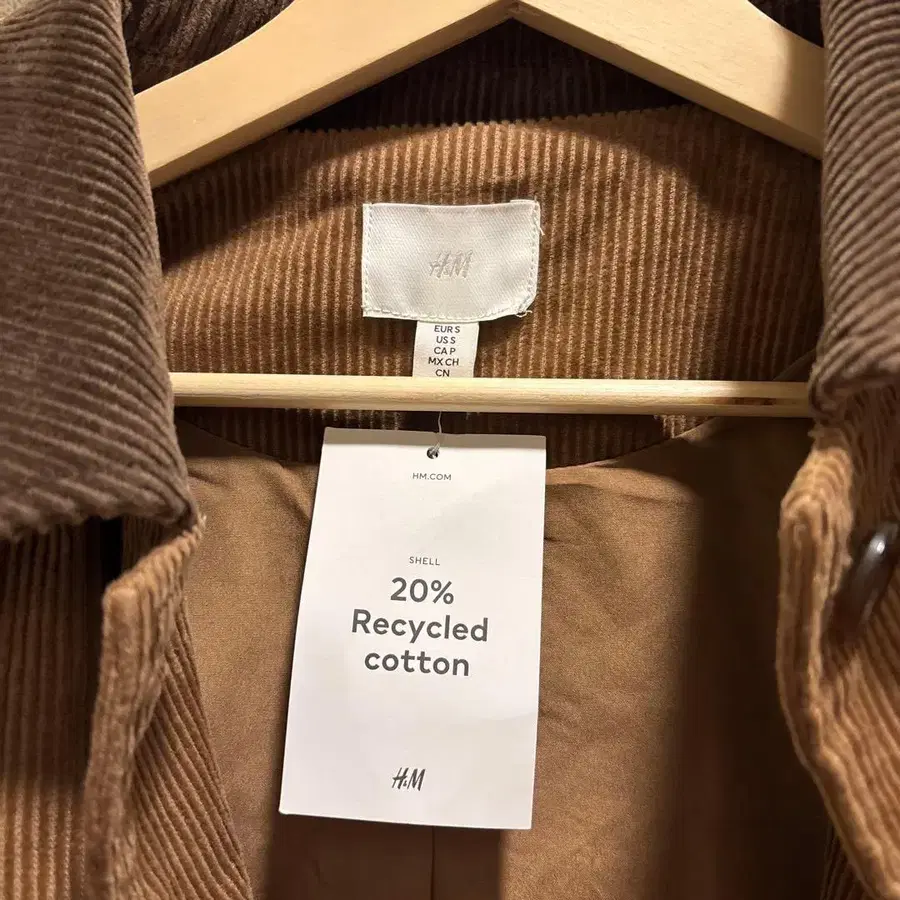 H&M
EUR S
US S
CA P
MX CH
CN
HM.COM
SHELL
20%
Recycled
cotton
H&M